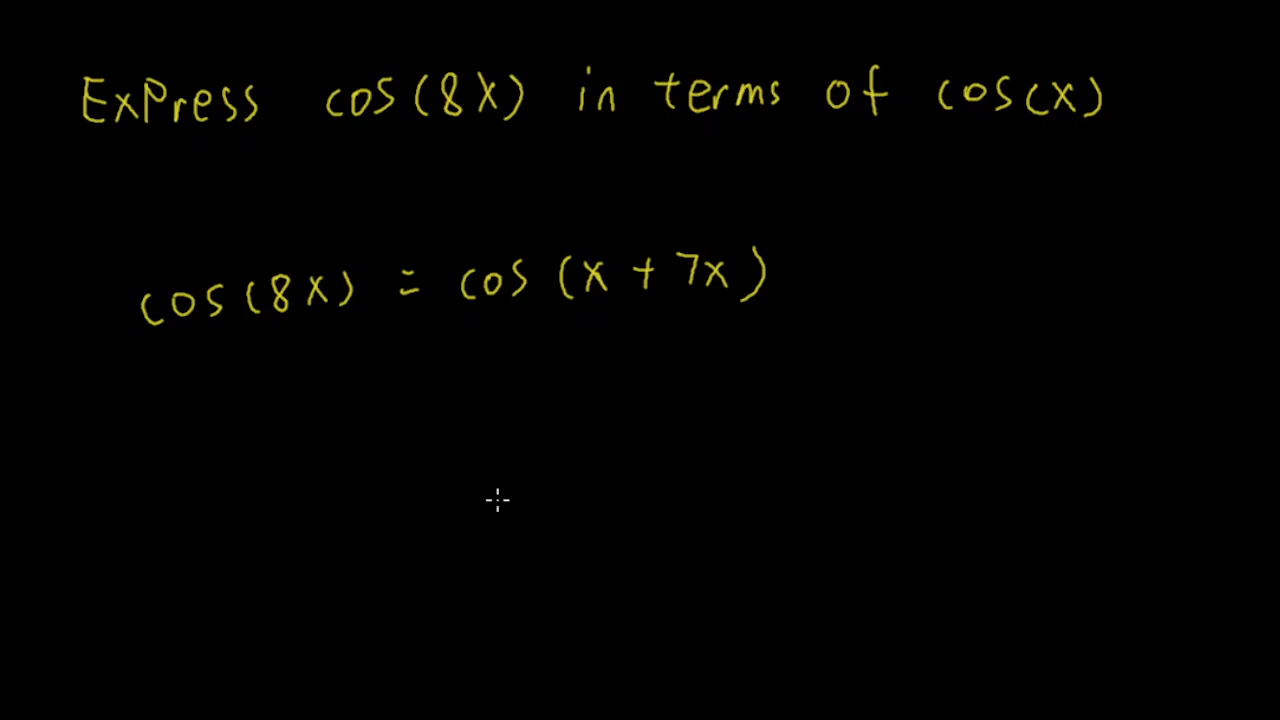 Express cos(8x) in terms of cos(x)
cos(8x) = cos (x + 7x)